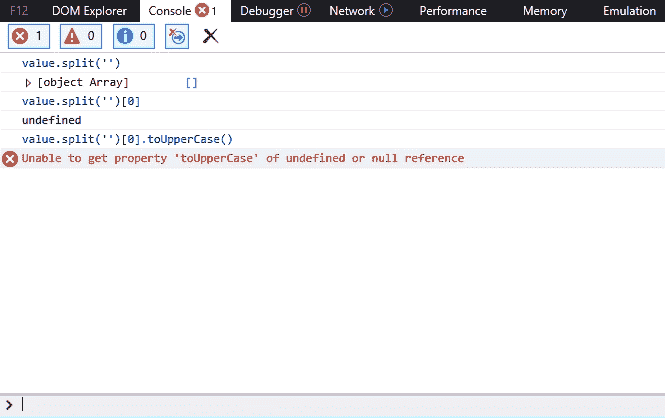 F12 DOM Explorer Console 1 Debugger Network Performance Memory Emulation
1 0 0
value.split('')
[object Array] []
value.split('')[0]
undefined
value.split('')[0].toUpperCase()
Unable to get property 'toUpperCase' of undefined or null reference